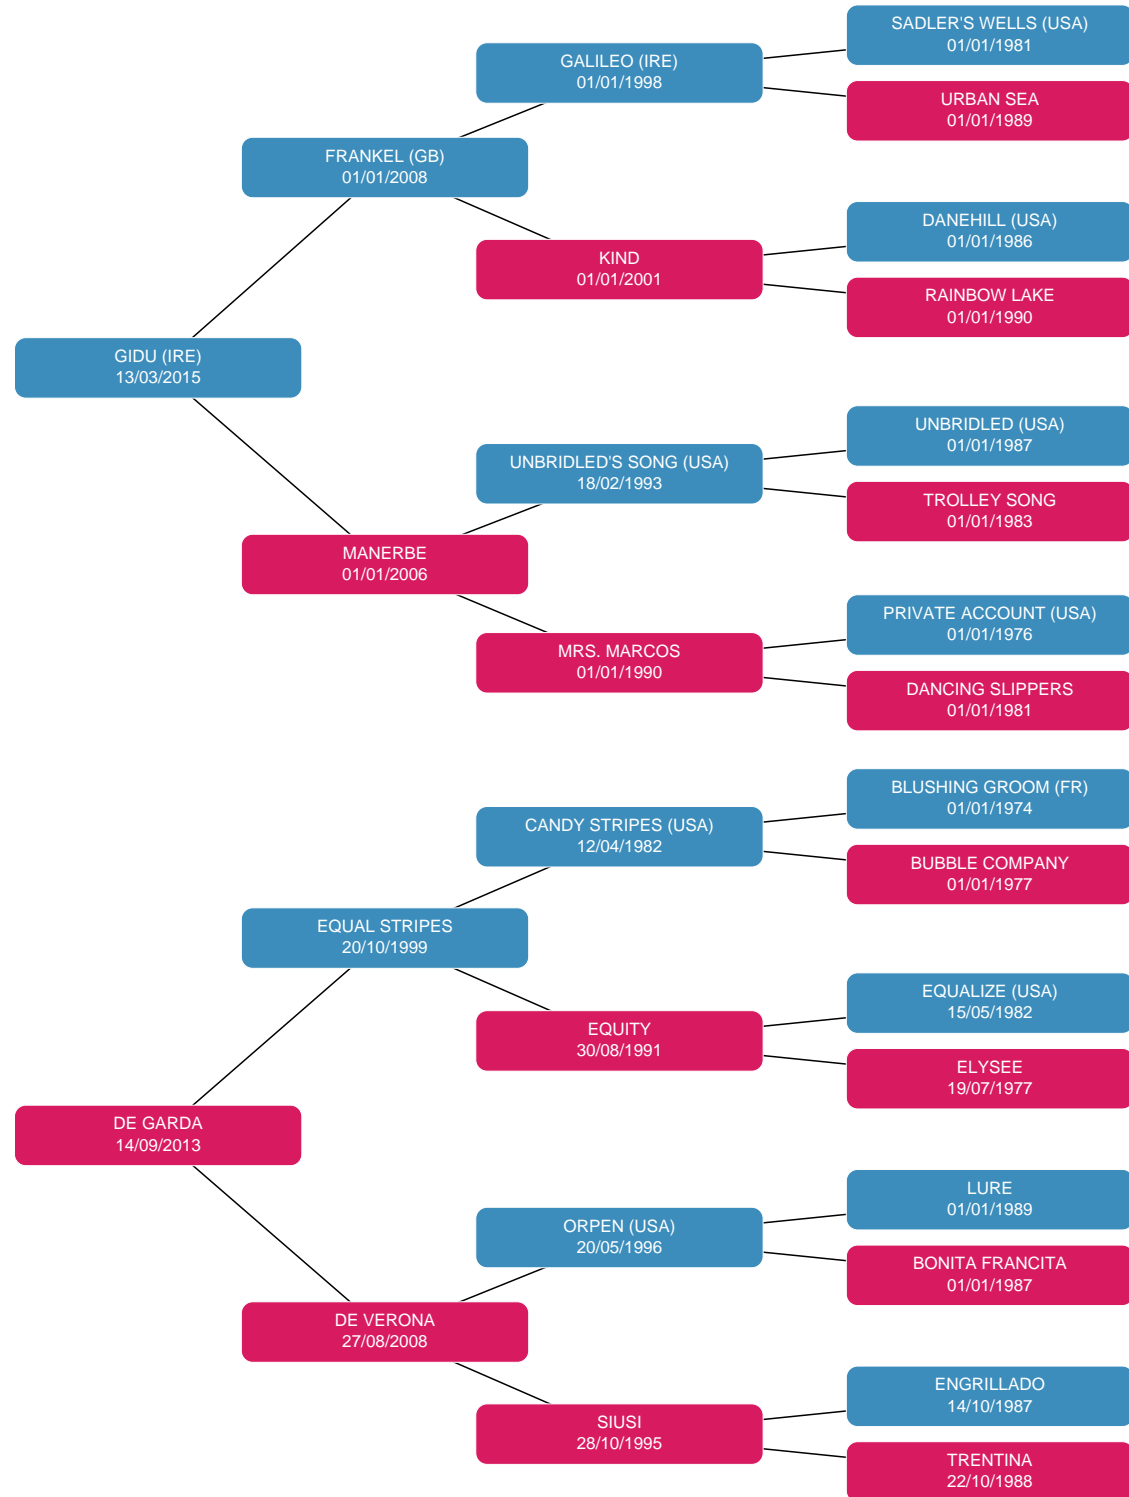 SADLER'S WELLS (USA)
01/01/1981
GALILEO (IRE)
01/01/1998
URBAN SEA
01/01/1989
FRANKEL (GB)
01/01/2008
DANEHILL (USA)
01/01/1986
KIND
01/01/2001
RAINBOW LAKE
01/01/1990
GIDU (IRE)
13/03/2015
UNBRIDLED (USA)
01/01/1987
UNBRIDLED'S SONG (USA)
18/02/1993
TROLLEY SONG
01/01/1983
MANERBE
01/01/2006
PRIVATE ACCOUNT (USA)
01/01/1976
MRS. MARCOS
01/01/1990
DANCING SLIPPERS
01/01/1981
BLUSHING GROOM (FR)
01/01/1974
CANDY STRIPES (USA)
12/04/1982
BUBBLE COMPANY
01/01/1977
EQUAL STRIPES
20/10/1999
EQUALIZE (USA)
15/05/1982
EQUITY
30/08/1991
ELYSEE
19/07/1977
DE GARDA
14/09/2013
LURE
01/01/1989
ORPEN (USA)
20/05/1996
BONITA FRANCITA
01/01/1987
DE VERONA
27/08/2008
ENGRILLADO
14/10/1987
SIUSI
28/10/1995
TRENTINA
22/10/1988